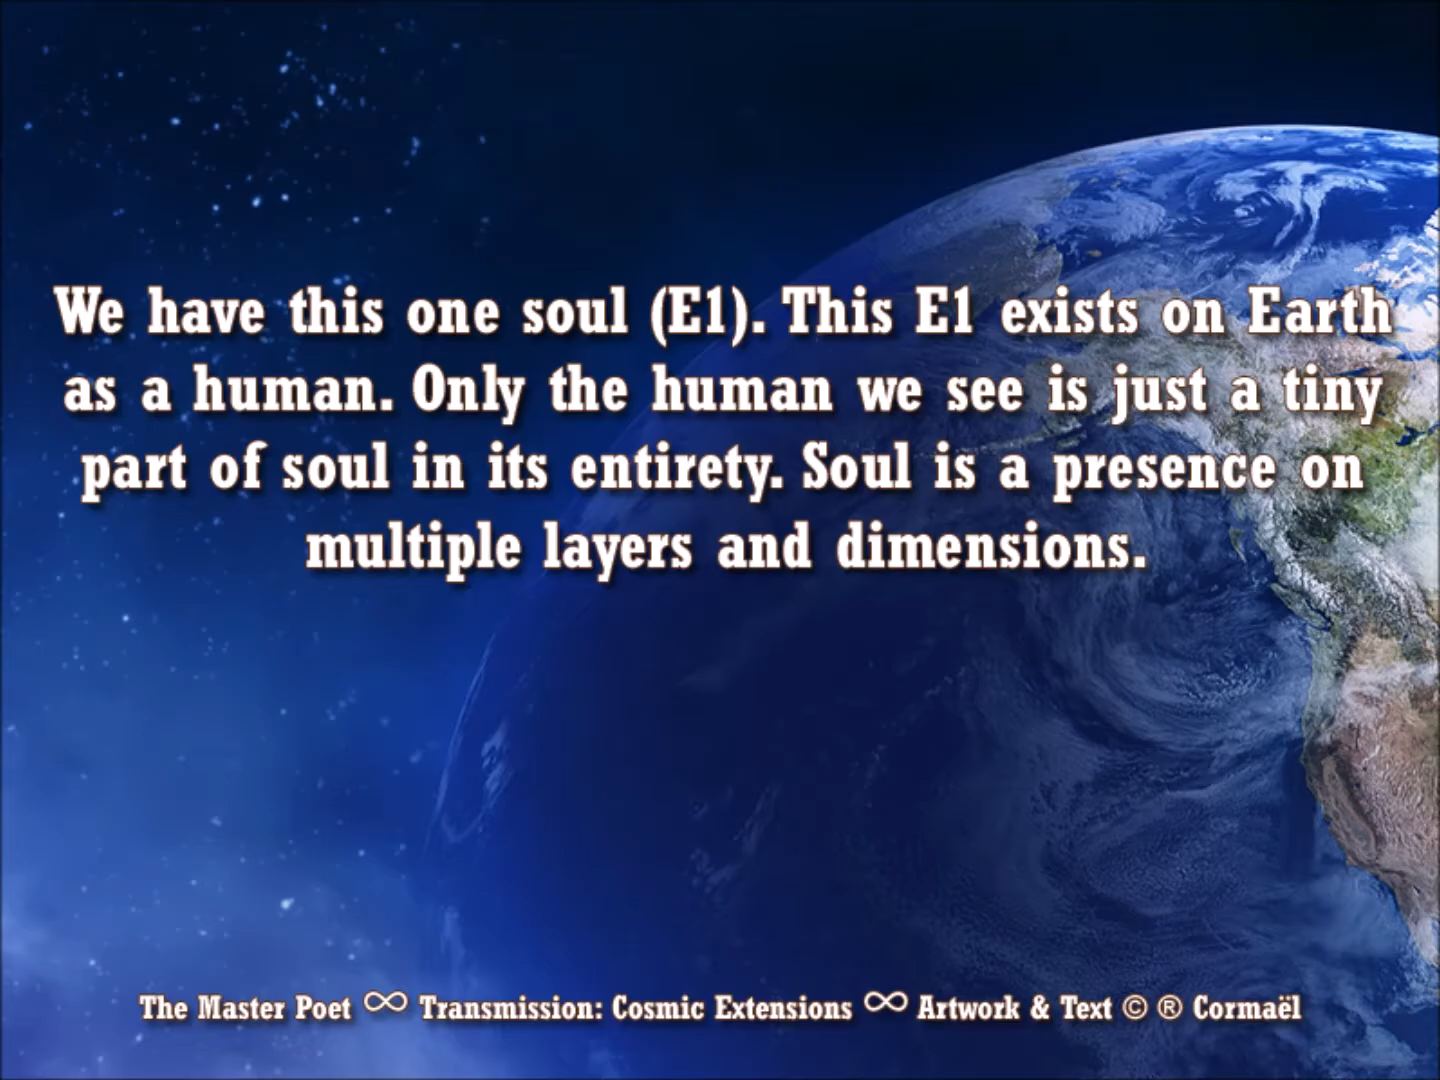 We have this one soul (E1). This E1 exists on Earth
as a human. Only the human we see is just a tiny
part of soul in its entirety. Soul is a presence on
multiple layers and dimensions.
The Master Poet ∞ Transmission: Cosmic Extensions ∞ Artwork & Text © ® Cormaël